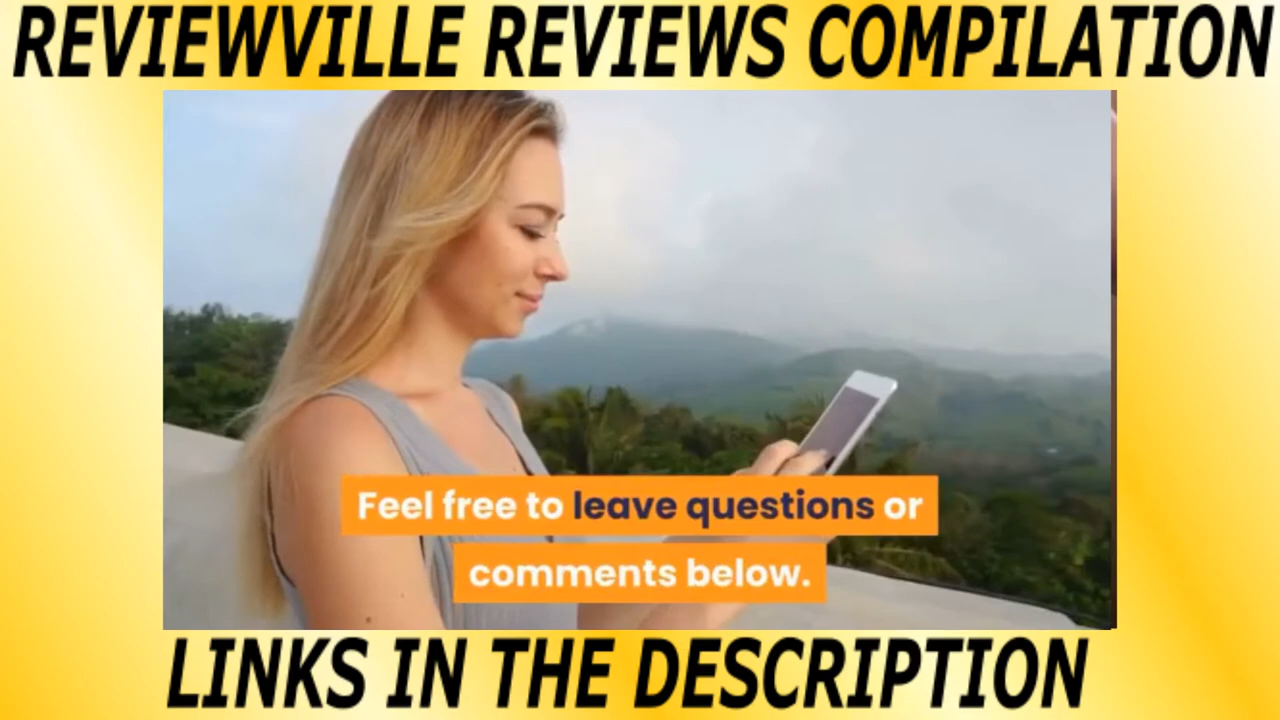 REVIEWVILLE REVIEWS COMPILATION
Feel free to leave questions or
comments below.
LINKS IN THE DESCRIPTION